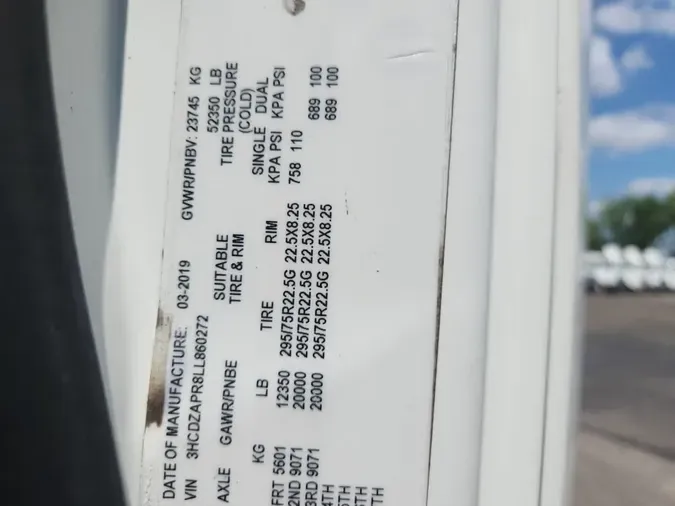 DATE OF MANUFACTURE: 03-2019 GVWR/PNBV: 23745 KG
VIN 3HCDZAPR8LL860272 52350 LB
SUITABLE TIRE PRESSURE
AXLE GAWR/PNBE TIRE & RIM (COLD)
SINGLE DUAL
KG LB TIRE RIM KPA PSI KPA PSI
FRT 5601 12350 295/75R22.5G 22.5X8.25 758 110
2ND 9071 20000 295/75R22.5G 22.5X8.25 689 100
3RD 9071 20000 295/75R22.5G 22.5X8.25 689 100
4TH
5TH
TH
TH